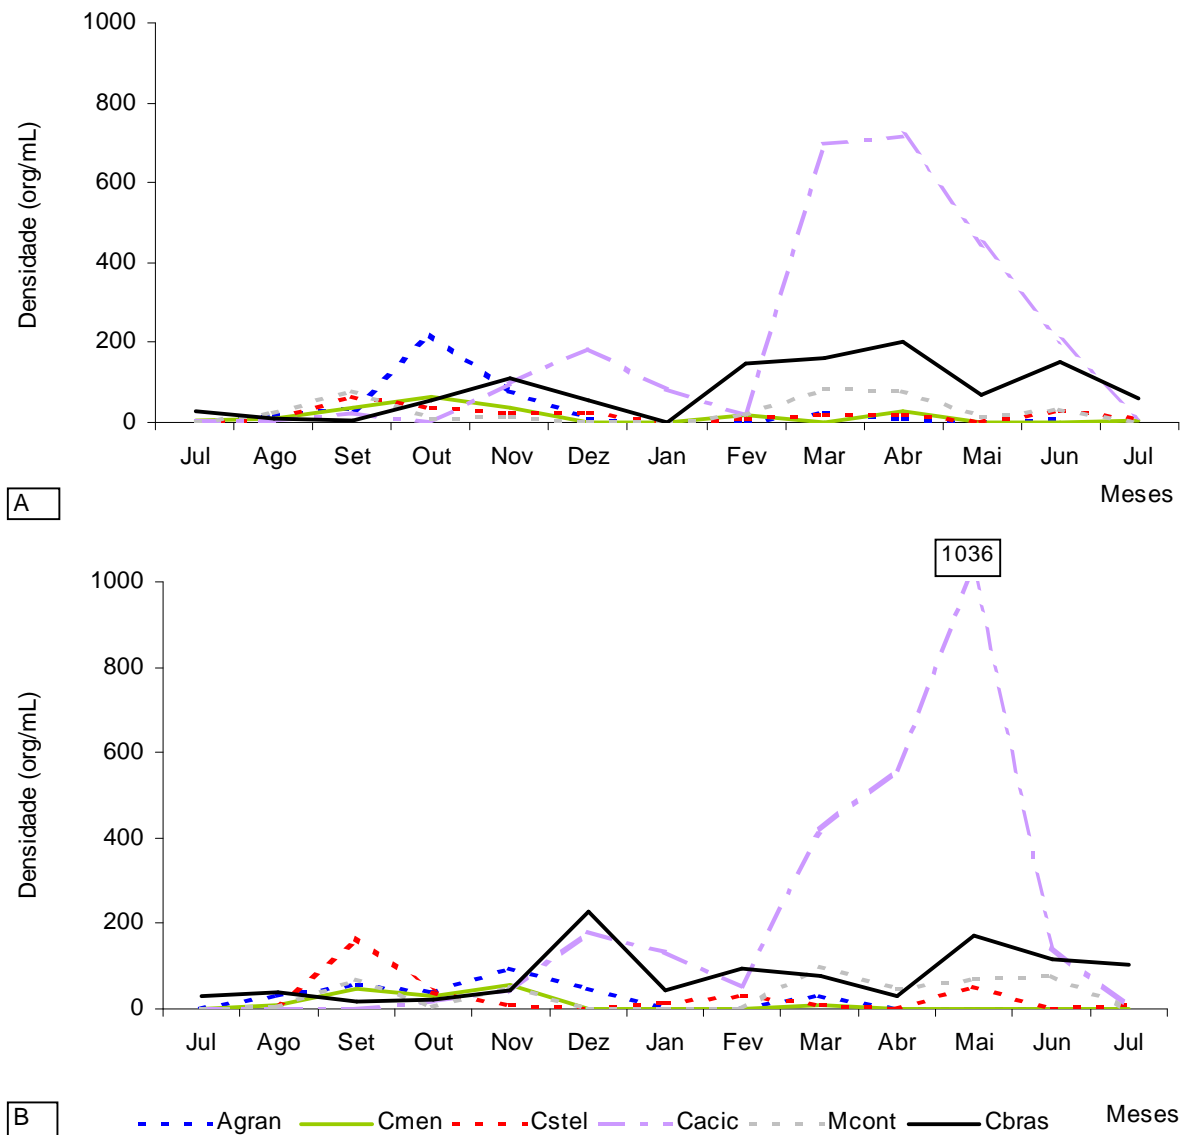 1000
800
600
400
200
0
Densidade (org/mL)
Jul Ago Set Out Nov Dez Jan Fev Mar Abr Mai Jun Jul
Meses
A
1036
1000
800
600
400
200
0
Densidade (org/mL)
Jul Ago Set Out Nov Dez Jan Fev Mar Abr Mai Jun Jul
Meses
B
Agran Cmen Cstel Cacic Mcont Cbras